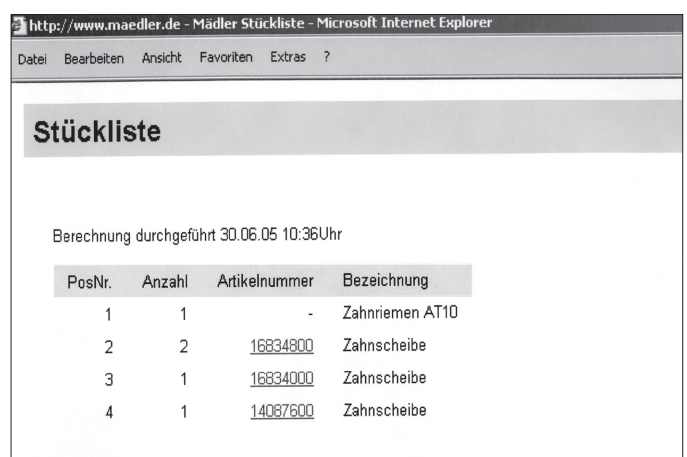 http://www.maedler.de - Mädler Stückliste - Microsoft Internet Explorer
Datei Bearbeiten Ansicht Favoriten Extras ?
Stückliste
Berechnung durchgeführt 30.06.05 10:36Uhr
PosNr. Anzahl Artikelnummer Bezeichnung
1 1 - Zahnriemen AT10
2 2 16834800 Zahnscheibe
3 1 16834000 Zahnscheibe
4 1 14087600 Zahnscheibe